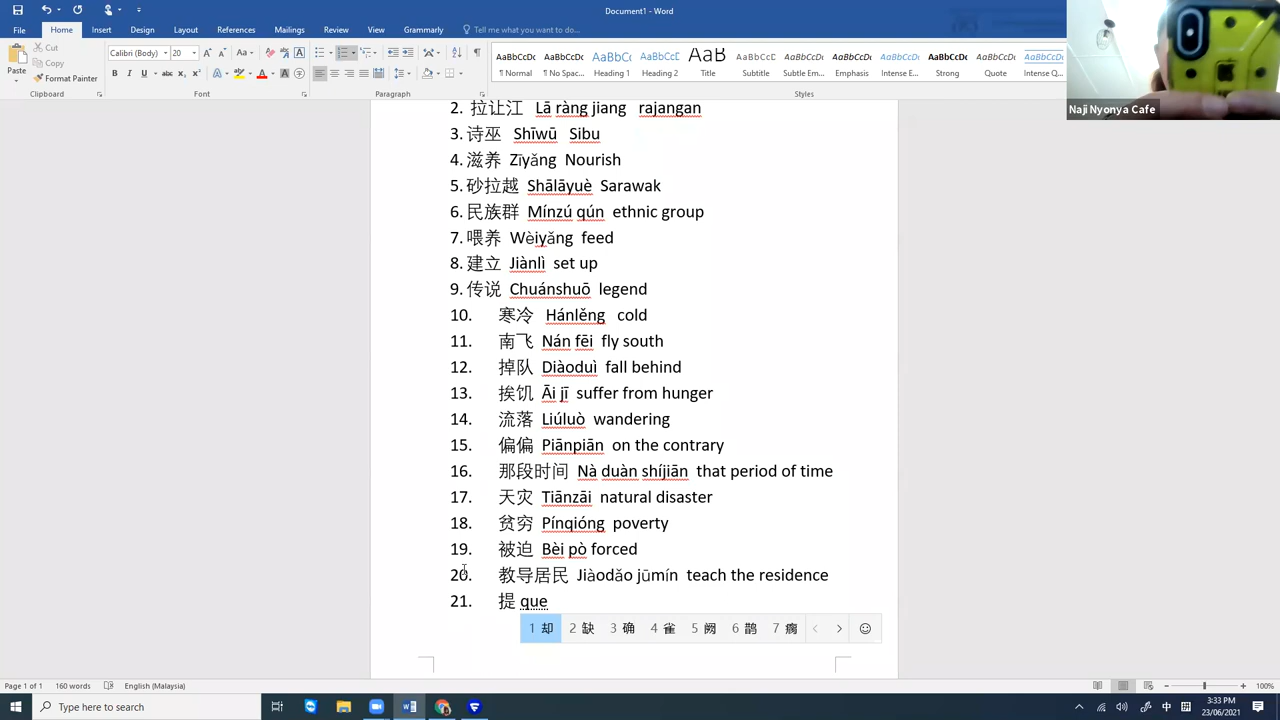 Document1 - Word
File Home Insert Design Layout References Mailings Review View Grammarly Tell me what you want to do...
Cut
Copy
Format Painter
Paste
Calibri (Body) 20
AaBbCcDc AaBbCcDc AaBbCc AaBbCcD AaB AaBbCcD AaBbCcDc AaBbCcDc AaBbCcDc AaBbCcDc AaBbCcDc AaBbCcDc
¶ Normal ¶ No Spac... Heading 1 Heading 2 Title Subtitle Subtle Em... Emphasis Intense E... Strong Quote Intense Q...
Clipboard Font Paragraph Styles
Naji Nyonya Cafe
2. 拉让江 Lā ràng jiang rajangan
3. 诗巫 Shīwū Sibu
4. 滋养 Zīyǎng Nourish
5. 砂拉越 Shālāyuè Sarawak
6. 民族群 Mínzú qún ethnic group
7. 喂养 Wèiyǎng feed
8. 建立 Jiànlì set up
9. 传说 Chuánshuō legend
10. 寒冷 Hánlěng cold
11. 南飞 Nán fēi fly south
12. 掉队 Diàoduì fall behind
13. 挨饥 Āi jī suffer from hunger
14. 流落 Liúluò wandering
15. 偏偏 Piānpiān on the contrary
16. 那段时间 Nà duàn shíjiān that period of time
17. 天灾 Tiānzāi natural disaster
18. 贫穷 Pínqióng poverty
19. 被迫 Bèi pò forced
20. 教导居民 Jiàodǎo jūmín teach the residence
21. 提 que
1 却 2 缺 3 确 4 雀 5 阙 6 鹊 7 瘸
Page 1 of 1 160 words English (Malaysia) 100%
Type here to search
中
3:33 PM
23/06/2021